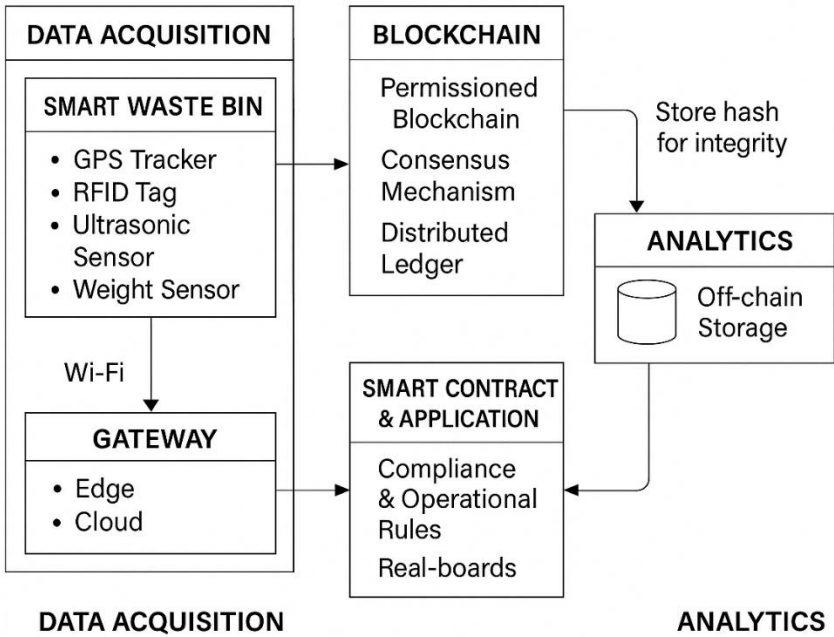 DATA ACQUISITION
SMART WASTE BIN
• GPS Tracker
• RFID Tag
• Ultrasonic
Sensor
• Weight Sensor
Wi-Fi
GATEWAY
• Edge
• Cloud
BLOCKCHAIN
Permissioned
Blockchain
Consensus
Mechanism
Distributed
Ledger
Store hash
for integrity
ANALYTICS
Off-chain
Storage
SMART CONTRACT
& APPLICATION
Compliance
& Operational
Rules
Real-boards
DATA ACQUISITION
ANALYTICS